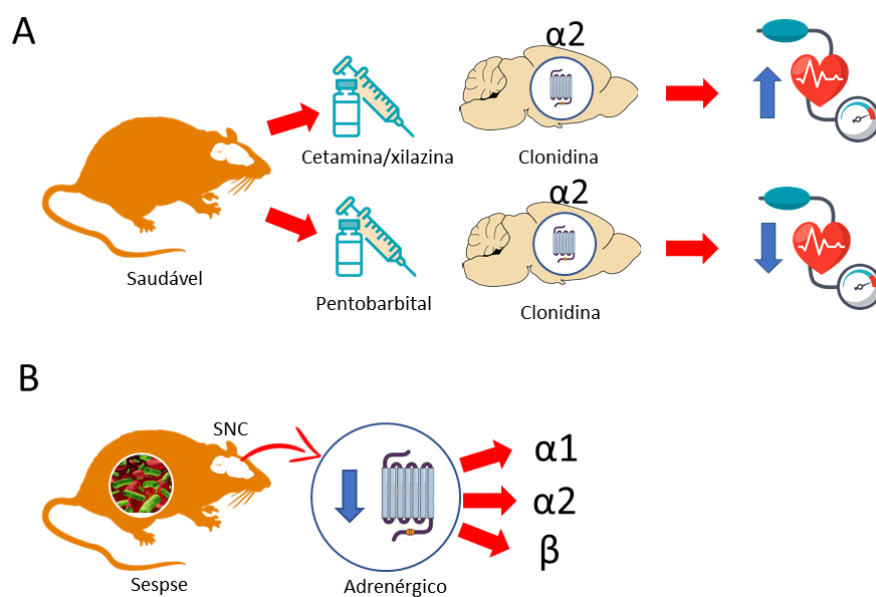 A
α2
Cetamina/xilazina
Clonidina
Saudável
α2
Pentobarbital
Clonidina
B
SNC
α1
α2
β
Sespse
Adrenérgico